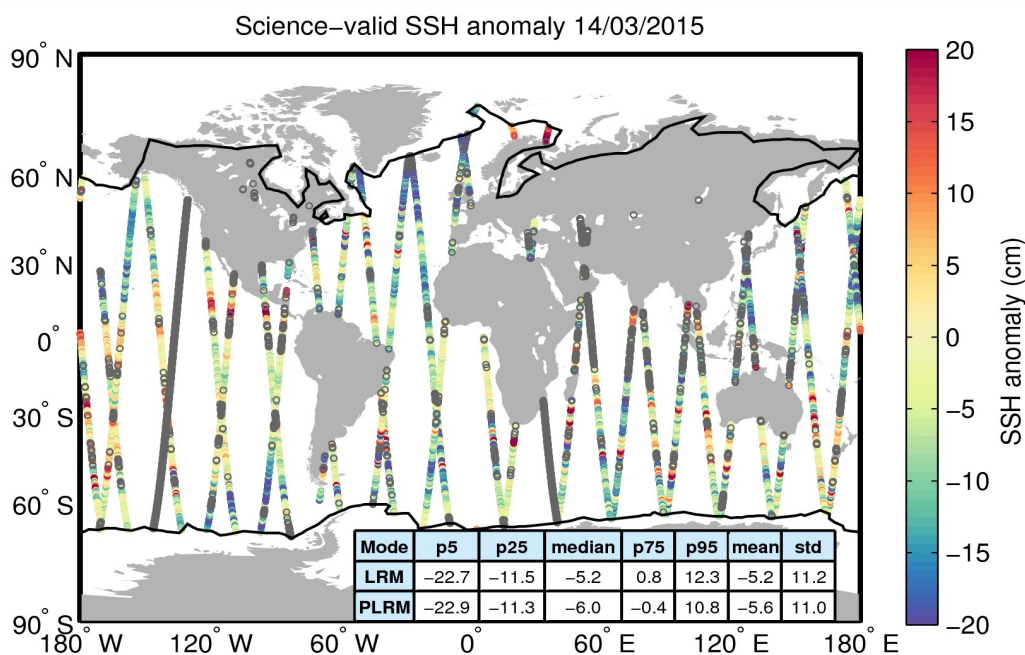 Science−valid SSH anomaly 14/03/2015
90° N
60° N
30° N
0°
30° S
60° S
90° S
180° W
120° W
60° W
0°
60° E
120° E
180° E
20
15
10
5
0
−5
−10
−15
−20
SSH anomaly (cm)
Mode p5 p25 median p75 p95 mean std
LRM −22.7 −11.5 −5.2 0.8 12.3 −5.2 11.2
PLRM −22.9 −11.3 −6.0 −0.4 10.8 −5.6 11.0